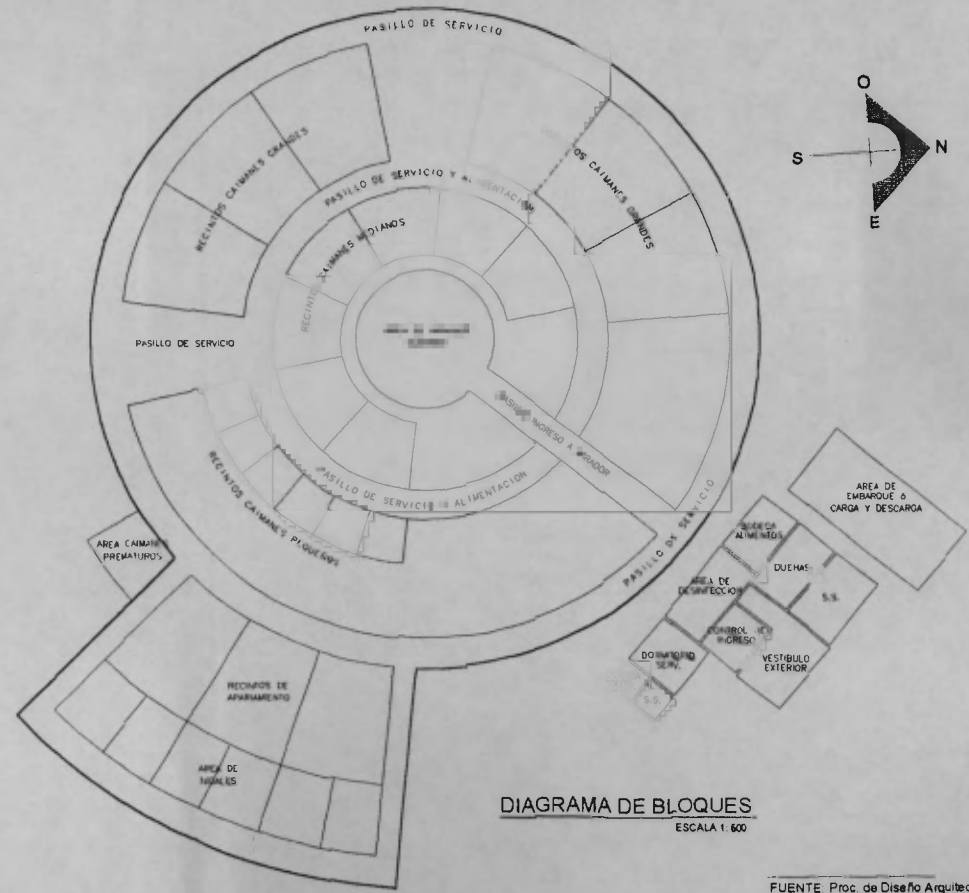 PASILLO DE SERVICIO
O
N
S
E
RECINTOS CAIMANES GRANDES
OS CAIMANES GRANDES
PASILLO DE SERVICIO Y ALIMENTACION
RECINTOS CAIMANES MEDIANOS
PASILLO DE SERVICIO
INGRESO A MIRADOR
PASILLO DE SERVICIO
ALIMENTACION
RECINTOS CAIMANES PEQUEÑOS
PASILLO DE SERVICIO
AREA CAIMANES
PREMATUROS
AREA DE
EMBARQUE ó
CARGA Y DESCARGA
BODEGA
ALIMENTOS
DUCHAS
S.S.
AREA DE
DESINFECCION
CONTROL
INGRESO
VESTIBULO
EXTERIOR
DORMITORIO
SERV.
S.S.
RECINTOS DE
APARIAMIENTO
AREA DE
NIDALES
DIAGRAMA DE BLOQUES
ESCALA 1:600
FUENTE Proc. de Diseño Arquitec